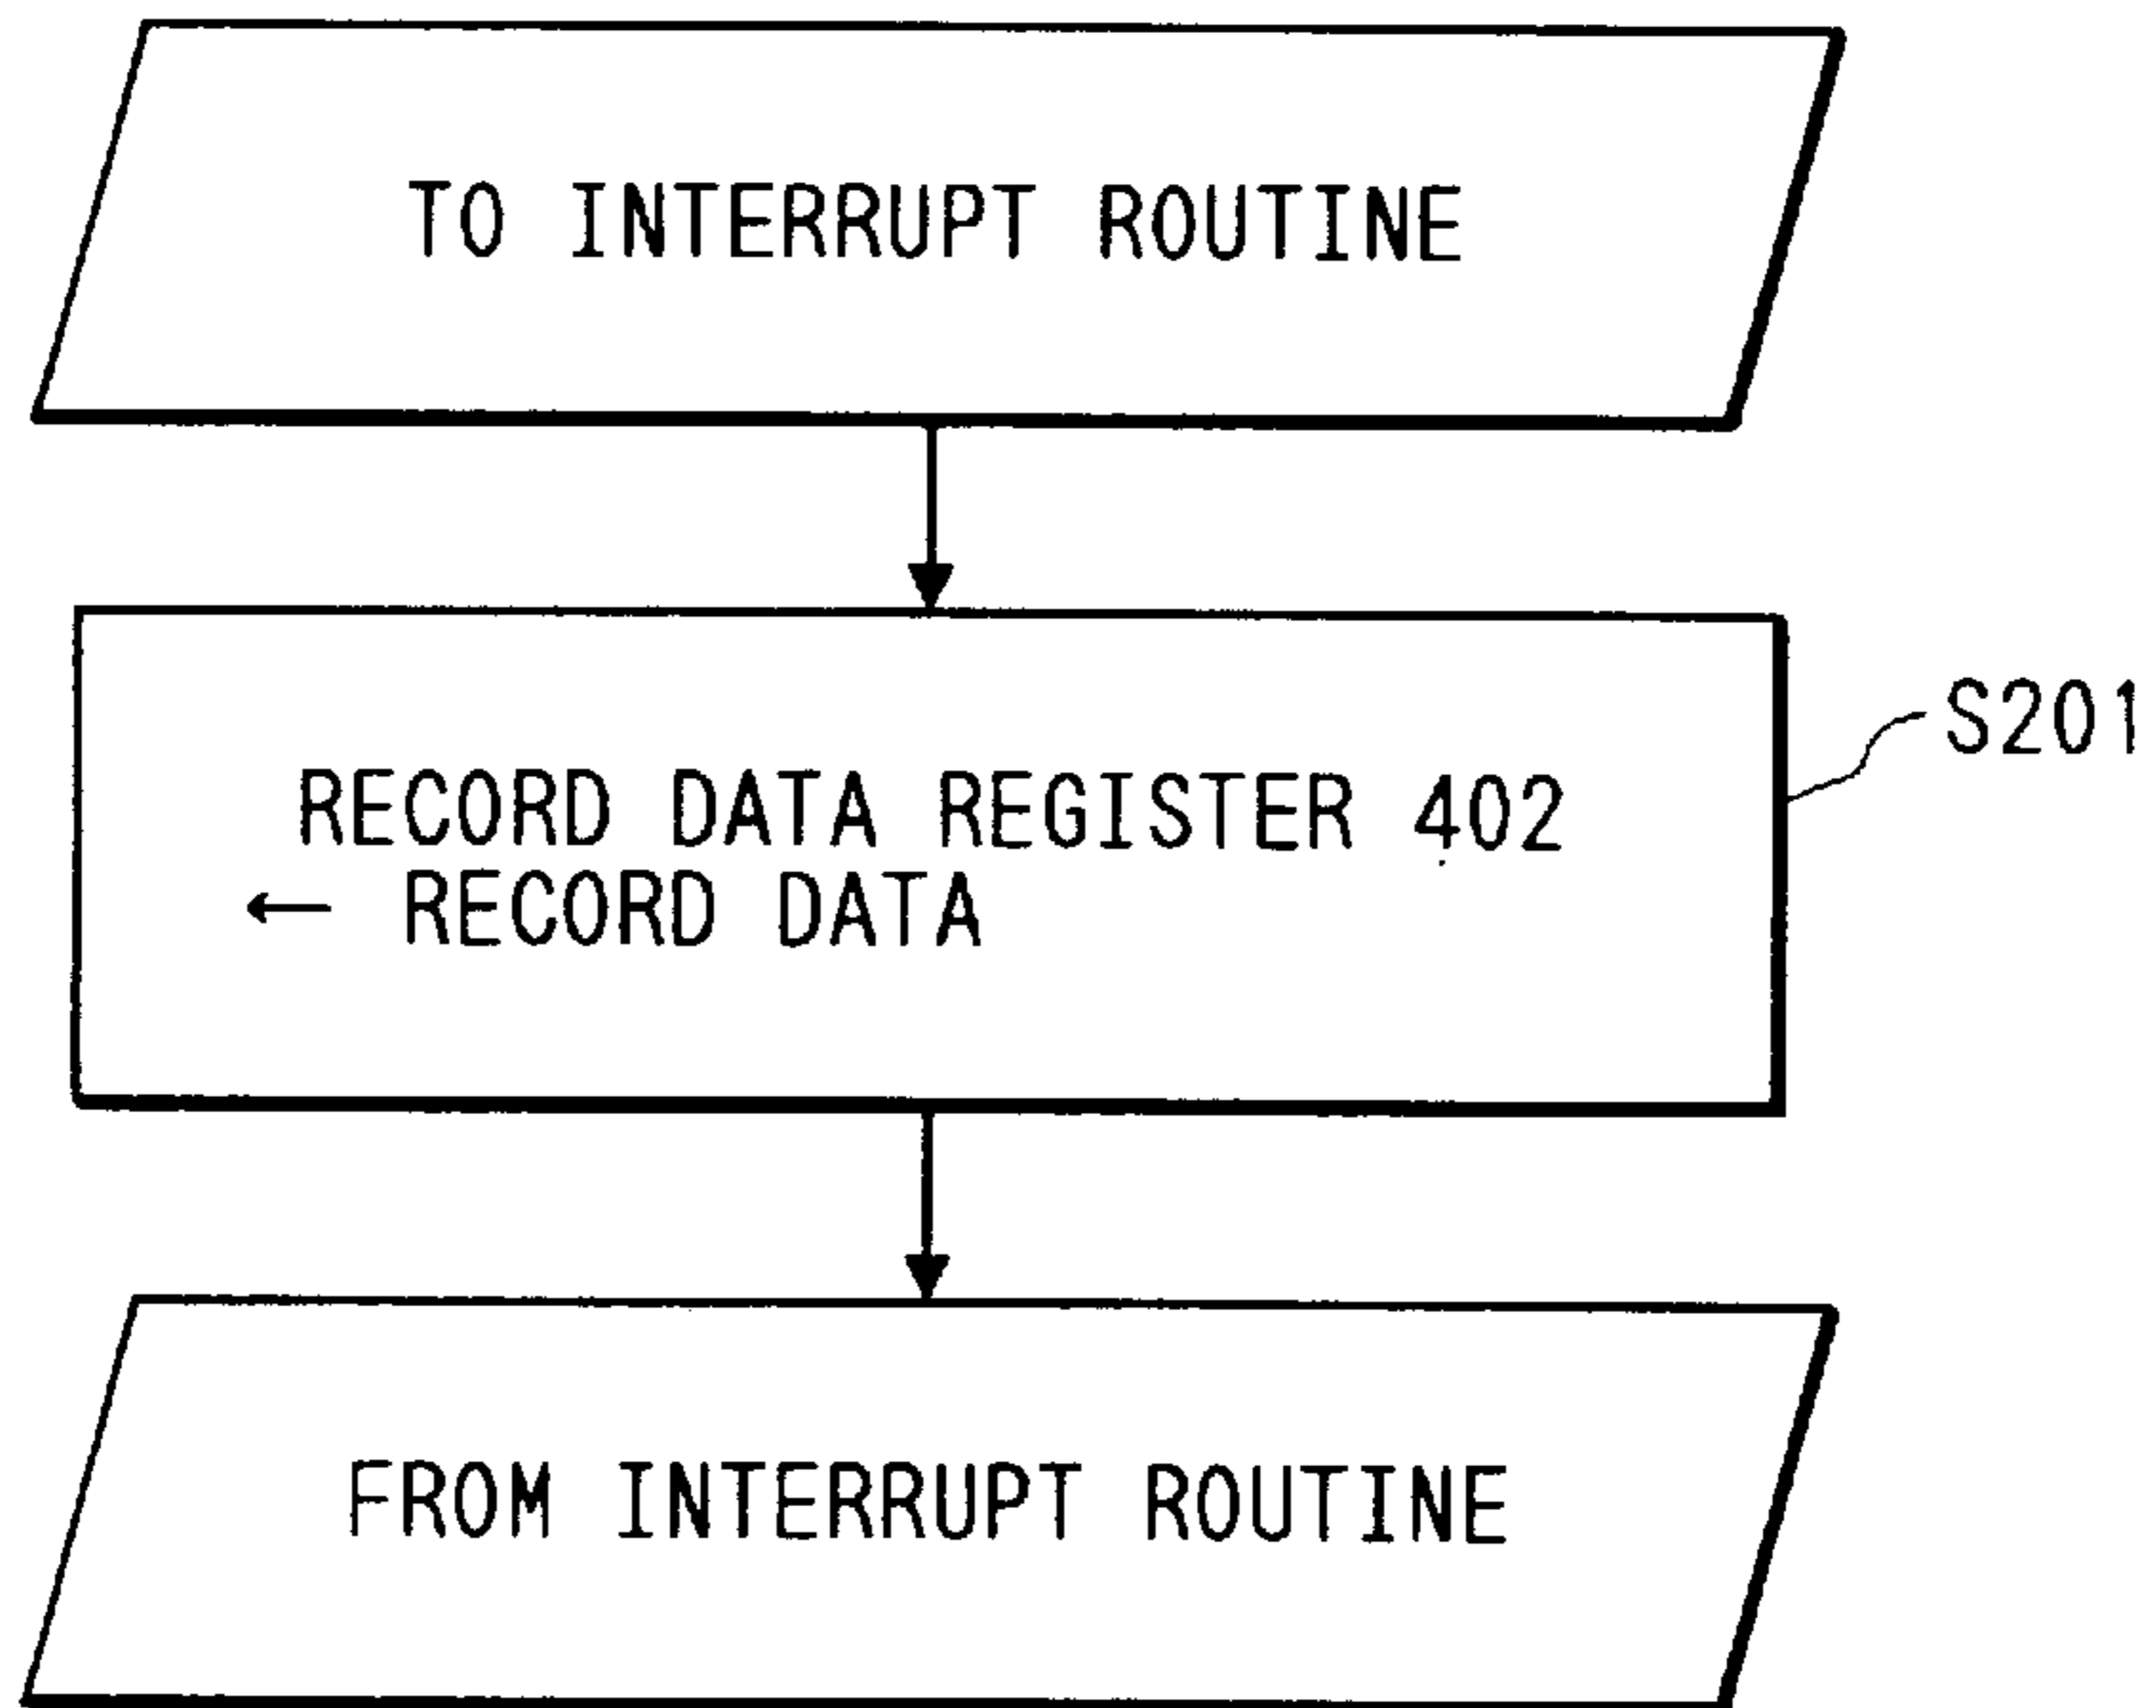 TO INTERRUPT ROUTINE
RECORD DATA REGISTER 402
← RECORD DATA
S201
FROM INTERRUPT ROUTINE